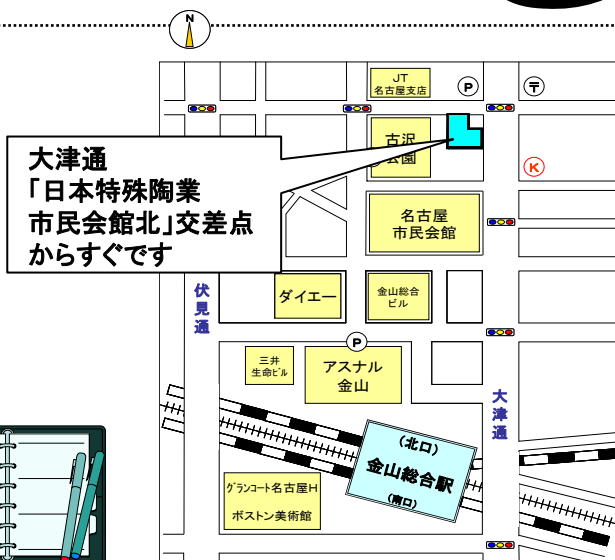 N
JT
名古屋支店
P
〒
古沢
公園
K
大津通
「日本特殊陶業
市民会館北」交差点
からすぐです
名古屋
市民会館
伏見通
ダイエー
金山総合
ビル
P
三井
生命ビル
アスナル
金山
大津通
(北口)
金山総合駅
(南口)
グランコート名古屋H
ボストン美術館